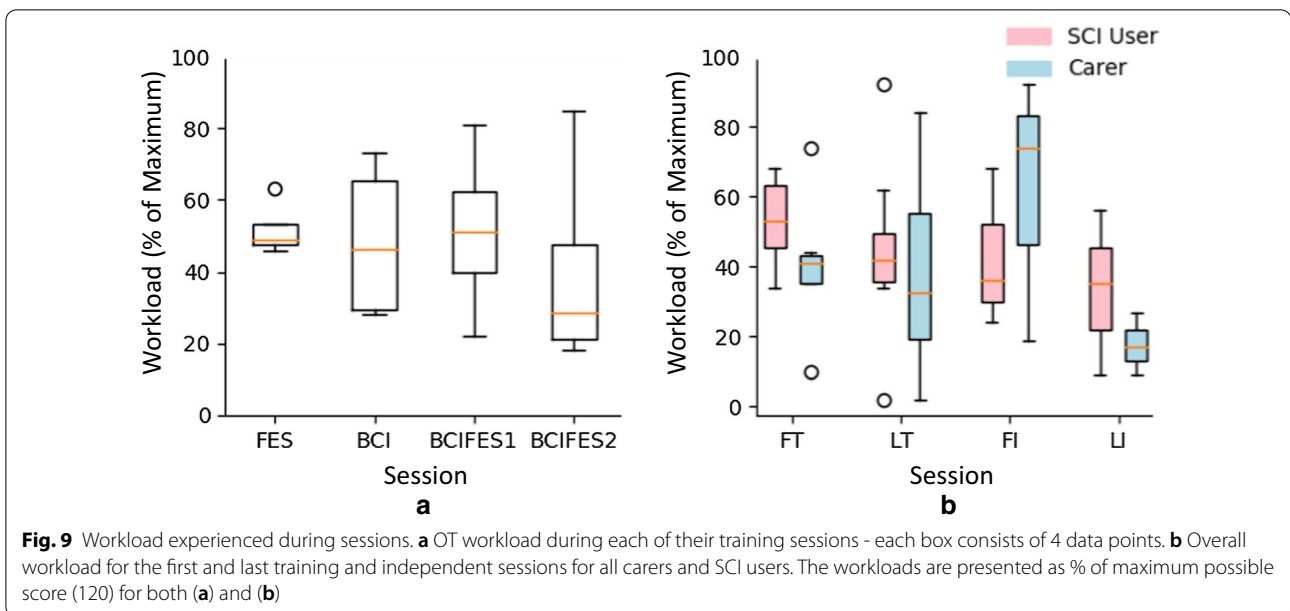 SCI User
Carer
100
80
60
40
20
0
Workload (% of Maximum)
FES BCI BCIFES1 BCIFES2
Session
a
100
80
60
40
20
0
Workload (% of Maximum)
FT LT FI LI
Session
b
Fig. 9 Workload experienced during sessions. a OT workload during each of their training sessions - each box consists of 4 data points. b Overall
workload for the first and last training and independent sessions for all carers and SCI users. The workloads are presented as % of maximum possible
score (120) for both (a) and (b)